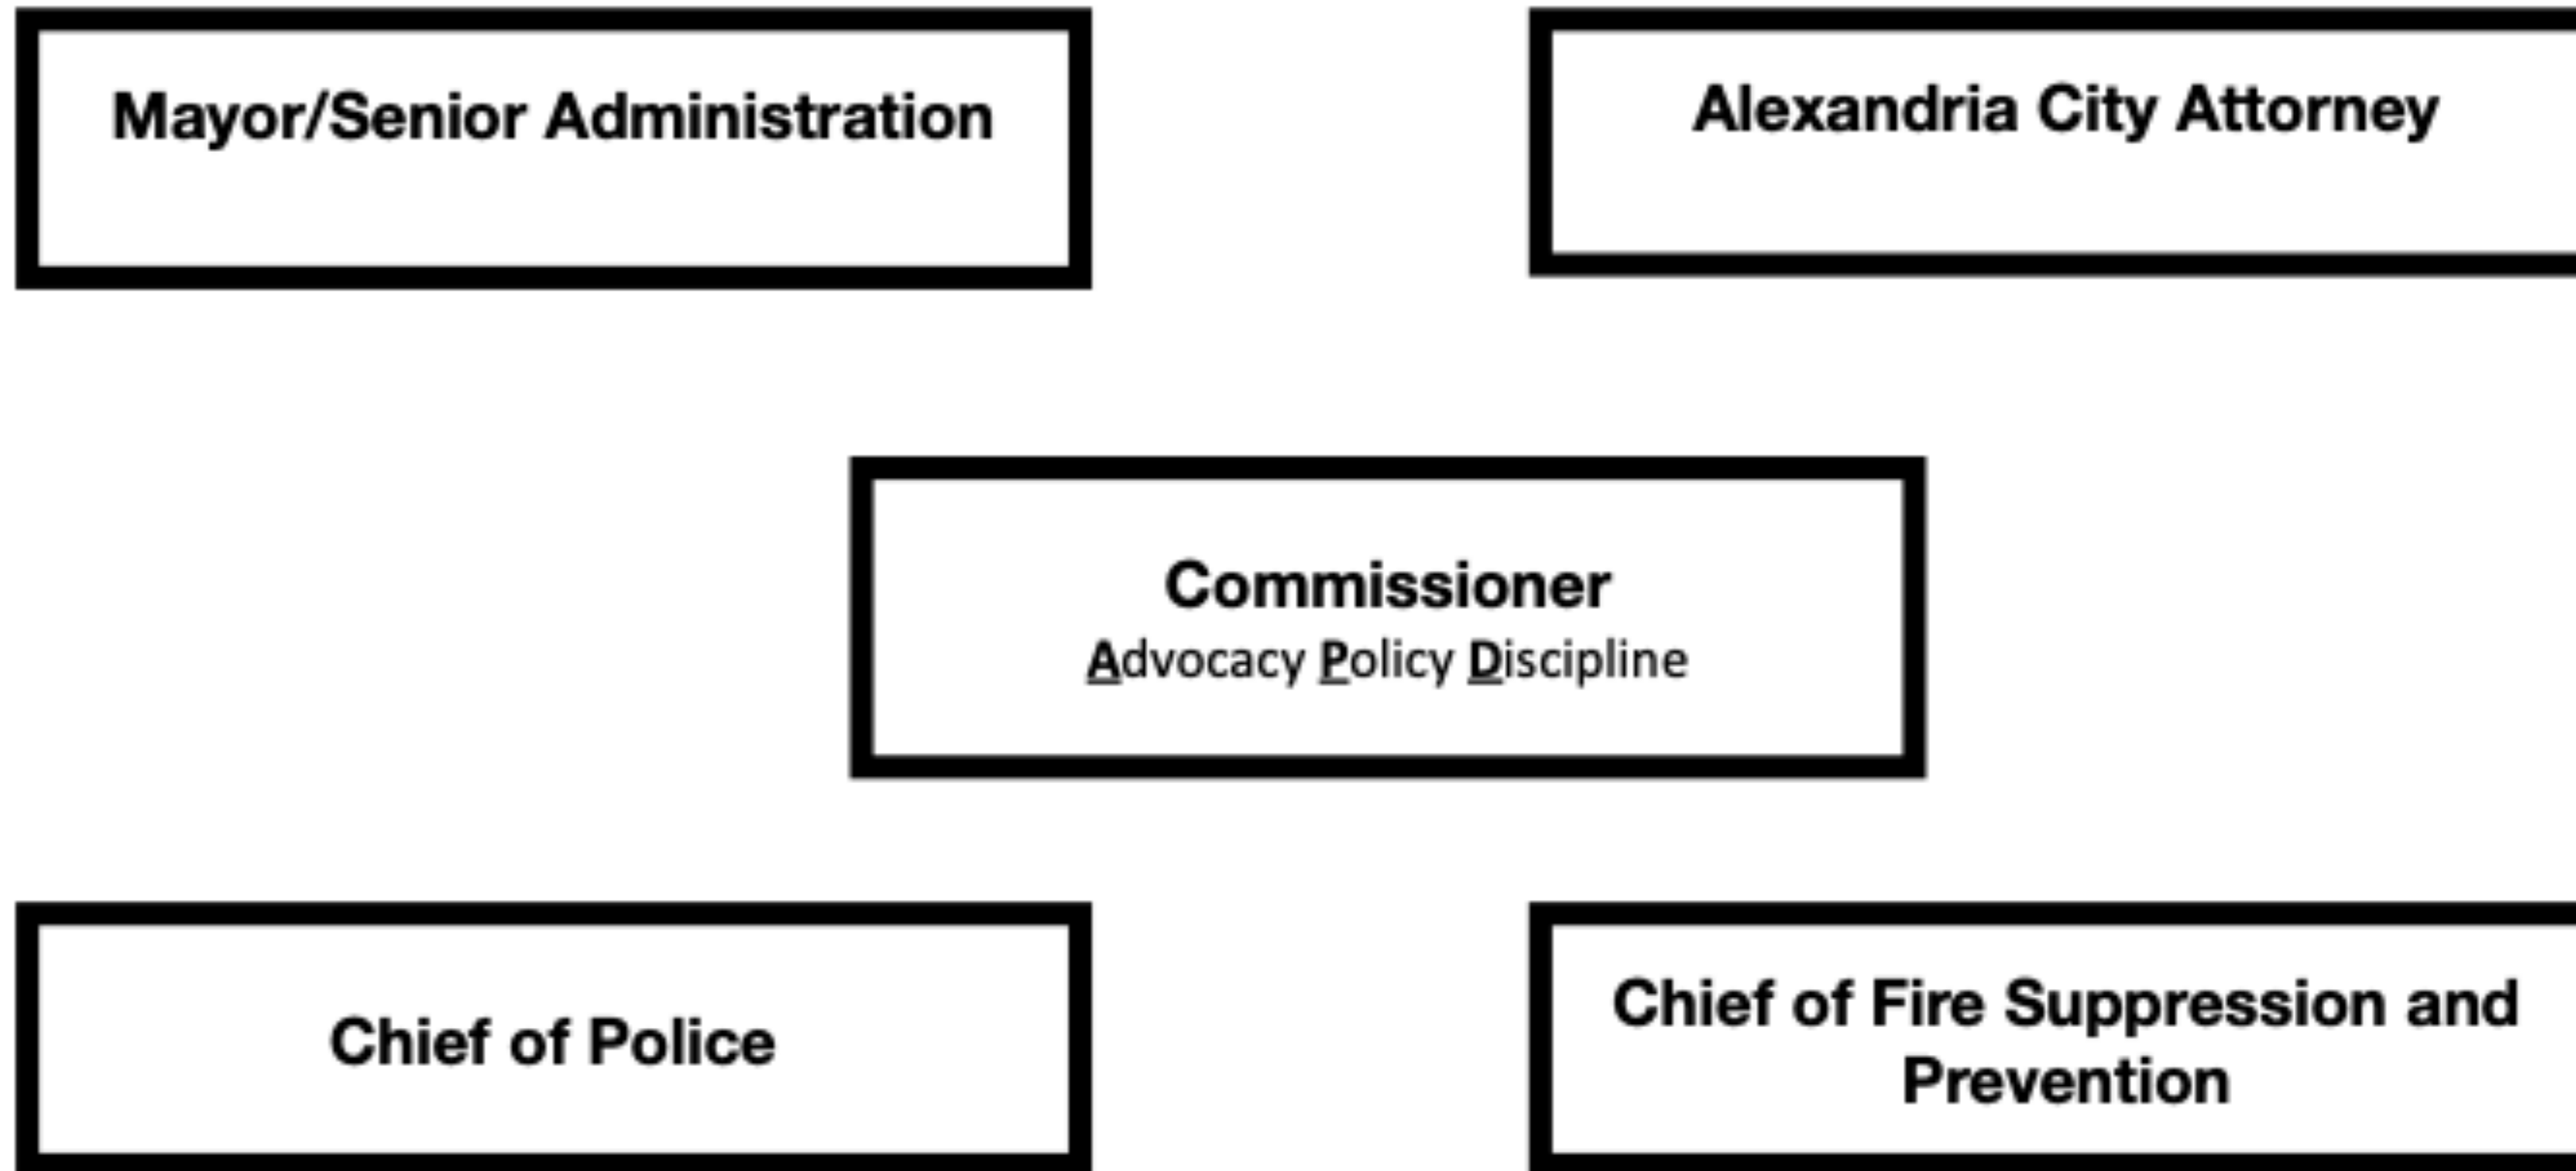 Mayor/Senior Administration
Alexandria City Attorney
Commissioner
Advocacy Policy Discipline
Chief of Police
Chief of Fire Suppression and
Prevention